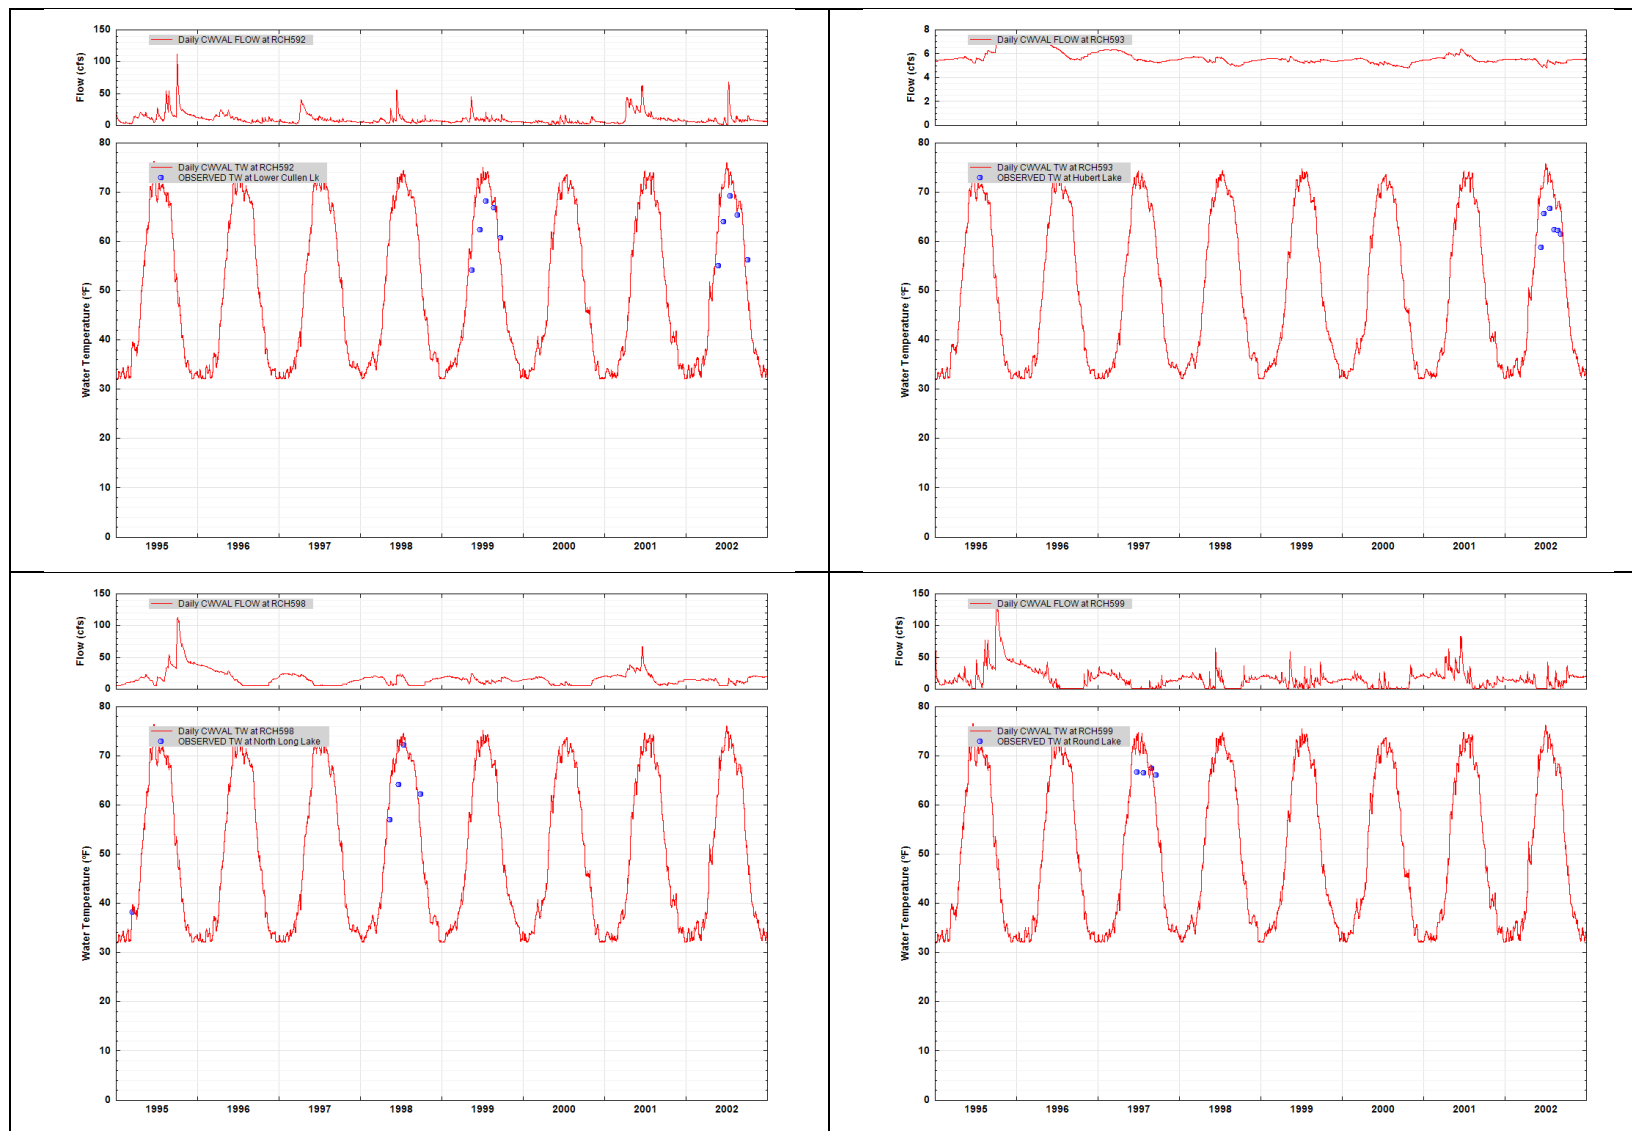 150
100
50
0
Flow (cfs)
Daily CWVAL FLOW at RCH592
80
70
60
50
40
30
20
10
0
Water Temperature (°F)
Daily CWVAL TW at RCH592
OBSERVED TW at Lower Cullen Lk
1995 1996 1997 1998 1999 2000 2001 2002
8
6
4
2
0
Flow (cfs)
Daily CWVAL FLOW at RCH593
80
70
60
50
40
30
20
10
0
Water Temperature (°F)
Daily CWVAL TW at RCH593
OBSERVED TW at Hubert Lake
1995 1996 1997 1998 1999 2000 2001 2002
150
100
50
0
Flow (cfs)
Daily CWVAL FLOW at RCH598
80
70
60
50
40
30
20
10
0
Water Temperature (°F)
Daily CWVAL TW at RCH598
OBSERVED TW at North Long Lake
1995 1996 1997 1998 1999 2000 2001 2002
150
100
50
0
Flow (cfs)
Daily CWVAL FLOW at RCH599
80
70
60
50
40
30
20
10
0
Water Temperature (°F)
Daily CWVAL TW at RCH599
OBSERVED TW at Round Lake
1995 1996 1997 1998 1999 2000 2001 2002